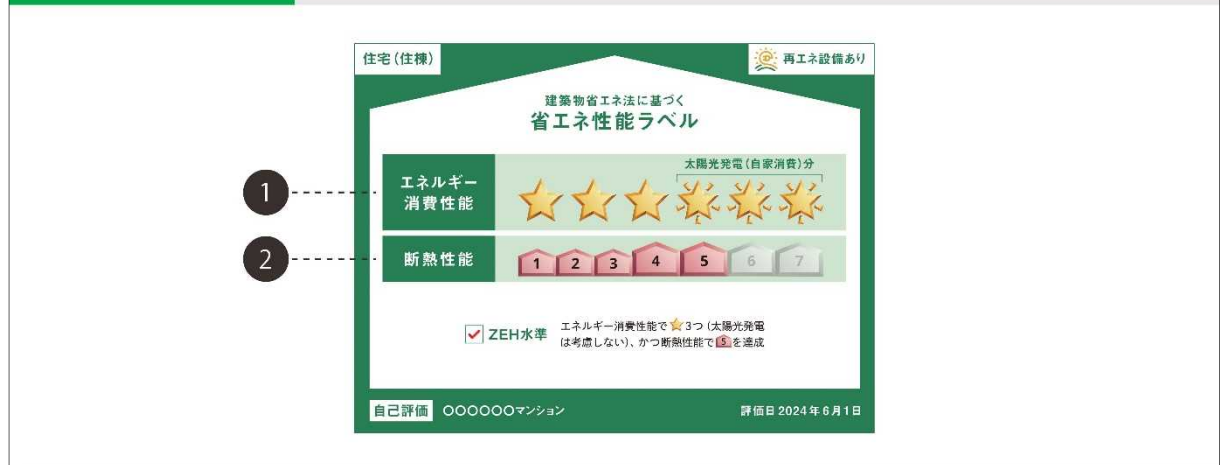 住宅(住棟)
再エネ設備あり
建築物省エネ法に基づく
省エネ性能ラベル
太陽光発電(自家消費)分
1
エネルギー
消費性能
2
断熱性能
1 2 3 4 5 6 7
ZEH水準
エネルギー消費性能で3つ(太陽光発電
は考慮しない)、かつ断熱性能で5を達成
自己評価 〇〇〇〇〇〇マンション
評価日2024年6月1日